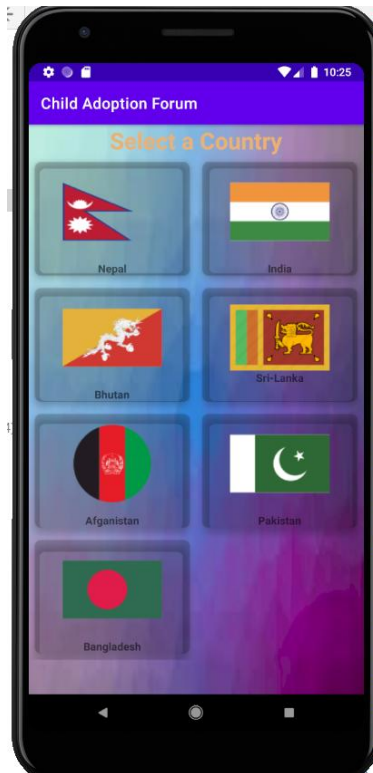 10:25
Child Adoption Forum
Select a Country
Nepal
India
Bhutan
Sri-Lanka
Afganistan
Pakistan
Bangladesh